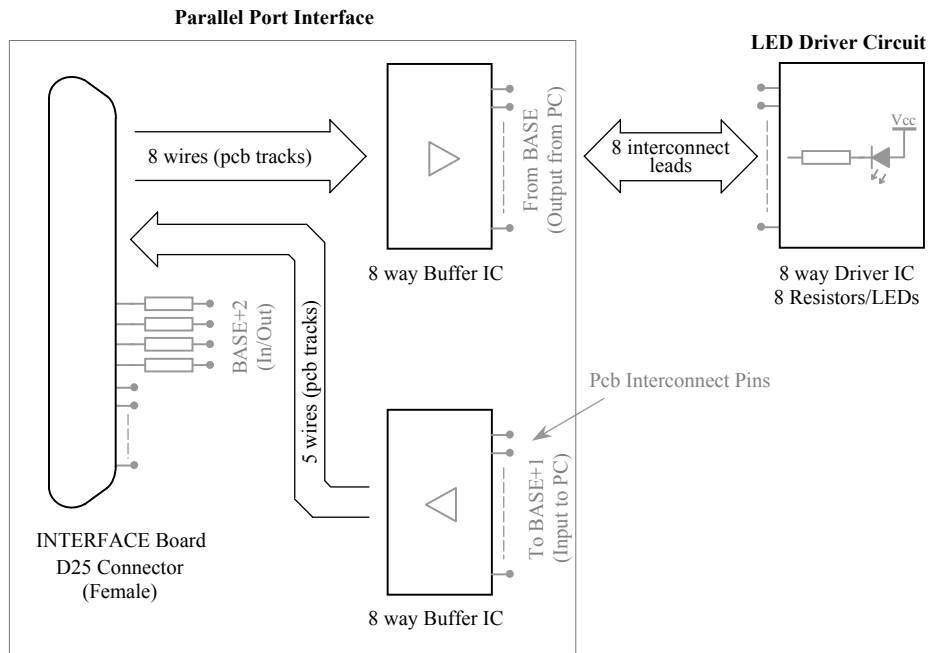 Parallel Port Interface
LED Driver Circuit
8 wires (pcb tracks)
From BASE
(Output from PC)
8 interconnect
leads
Vcc
8 way Buffer IC
8 way Driver IC
8 Resistors/LEDs
BASE+2
(In/Out)
5 wires (pcb tracks)
Pcb Interconnect Pins
To BASE+1
(Input to PC)
INTERFACE Board
D25 Connector
(Female)
8 way Buffer IC